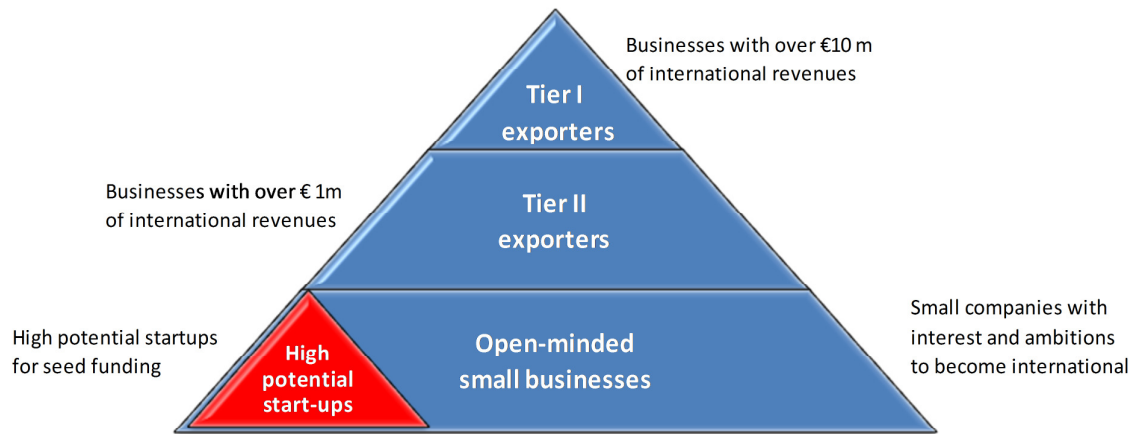 Businesses with over €10 m
of international revenues
Tier I
exporters
Businesses with over € 1m
of international revenues
Tier II
exporters
High potential startups
for seed funding
High
potential
start-ups
Open-minded
small businesses
Small companies with
interest and ambitions
to become international